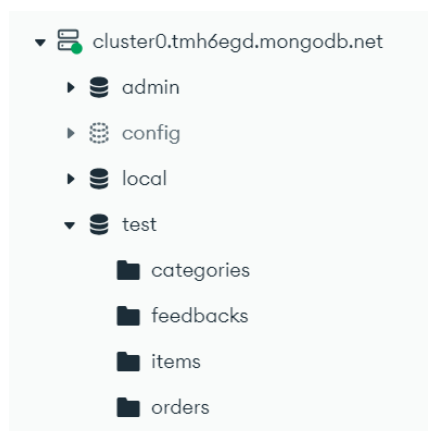 cluster0.tmh6egd.mongodb.net
admin
config
local
test
categories
feedbacks
items
orders